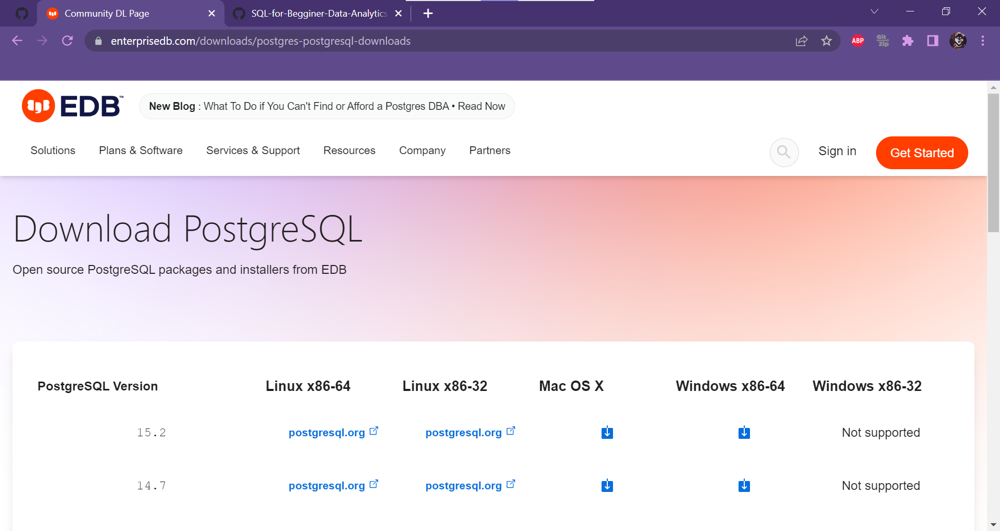 Community DL Page
SQL-for-Begginer-Data-Analytics
enterprisedb.com/downloads/postgres-postgresql-downloads
ABP
Git
Zip
EDB™
New Blog : What To Do if You Can't Find or Afford a Postgres DBA • Read Now
Solutions
Plans & Software
Services & Support
Resources
Company
Partners
Sign in
Get Started
Download PostgreSQL
Open source PostgreSQL packages and installers from EDB
PostgreSQL Version
Linux x86-64
Linux x86-32
Mac OS X
Windows x86-64
Windows x86-32
15.2
postgresql.org
postgresql.org
Not supported
14.7
postgresql.org
postgresql.org
Not supported